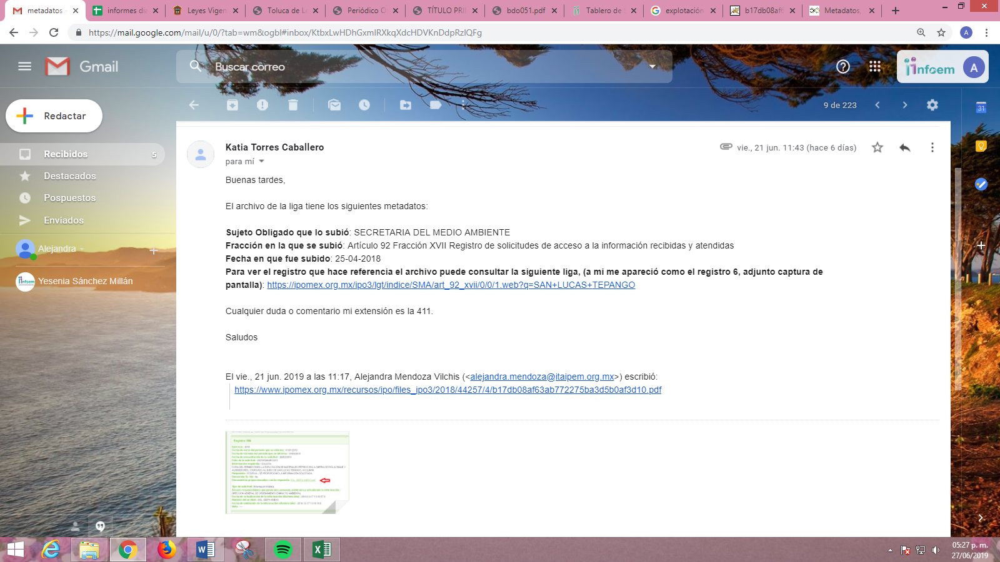 metadatos -
informes di
Leyes Vigen
Toluca de L
Periódico O
TÍTULO PRI
bdo051.pdf
Tablero de
explotación
b17db08af6
Metadatos,
https://mail.google.com/mail/u/0/?tab=wm&ogbl#inbox/KtbxLwHDhGxmlRXkqXdcHDVKnDdpRzlQFg
A
Gmail
Buscar correo
infoem
A
Redactar
9 de 223
31
Recibidos 5
Destacados
Pospuestos
Enviados
Alejandra
infoem Yesenia Sánchez Millán
Katia Torres Caballero
vie., 21 jun. 11:43 (hace 6 días)
para mí
Buenas tardes,
El archivo de la liga tiene los siguientes metadatos:
Sujeto Obligado que lo subió: SECRETARIA DEL MEDIO AMBIENTE
Fracción en la que se subió: Artículo 92 Fracción XVII Registro de solicitudes de acceso a la información recibidas y atendidas
Fecha en que fue subido: 25-04-2018
Para ver el registro que hace referencia el archivo puede consultar la siguiente liga, (a mi me apareció como el registro 6, adjunto captura de
pantalla): https://ipomex.org.mx/ipo3/lgt/indice/SMA/art_92_xvii/0/0/1.web?q=SAN+LUCAS+TEPANGO
Cualquier duda o comentario mi extensión es la 411.
Saludos
El vie., 21 jun. 2019 a las 11:17, Alejandra Mendoza Vilchis (<alejandra.mendoza@itaipem.org.mx>) escribió:
https://www.ipomex.org.mx/recursos/ipo/files_ipo3/2018/44257/4/b17db08af63ab772275ba3d5b0af3d10.pdf
05:27 p. m.
27/06/2019